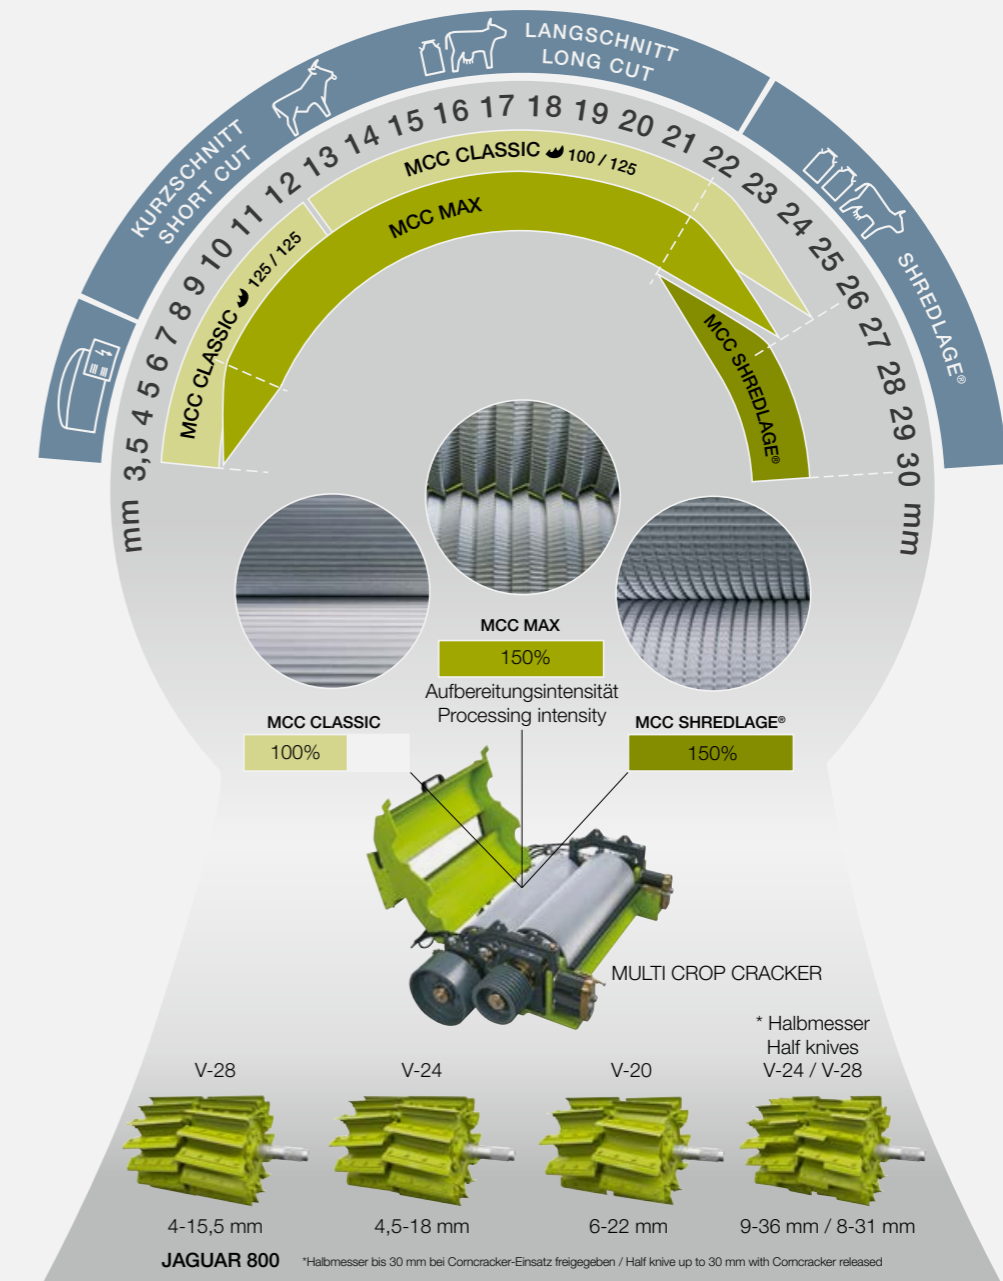 KURZSCHNITT
SHORT CUT
LANGSCHNITT
LONG CUT
SHREDLAGE®
mm 3,5 4 5 6 7 8 9 10 11 12 13 14 15 16 17 18 19 20 21 22 23 24 25 26 27 28 29 30 mm
MCC CLASSIC 125 / 125
MCC CLASSIC 100 / 125
MCC MAX
MCC SHREDLAGE®
MCC MAX
150%
Aufbereitungsintensität
Processing intensity
MCC CLASSIC
100%
MCC SHREDLAGE®
150%
MULTI CROP CRACKER
* Halbmesser
Half knives
V-28 V-24 V-20 V-24 / V-28
4-15,5 mm 4,5-18 mm 6-22 mm 9-36 mm / 8-31 mm
JAGUAR 800 *Halbmesser bis 30 mm bei Corncracker-Einsatz freigegeben / Half knive up to 30 mm with Corncracker released